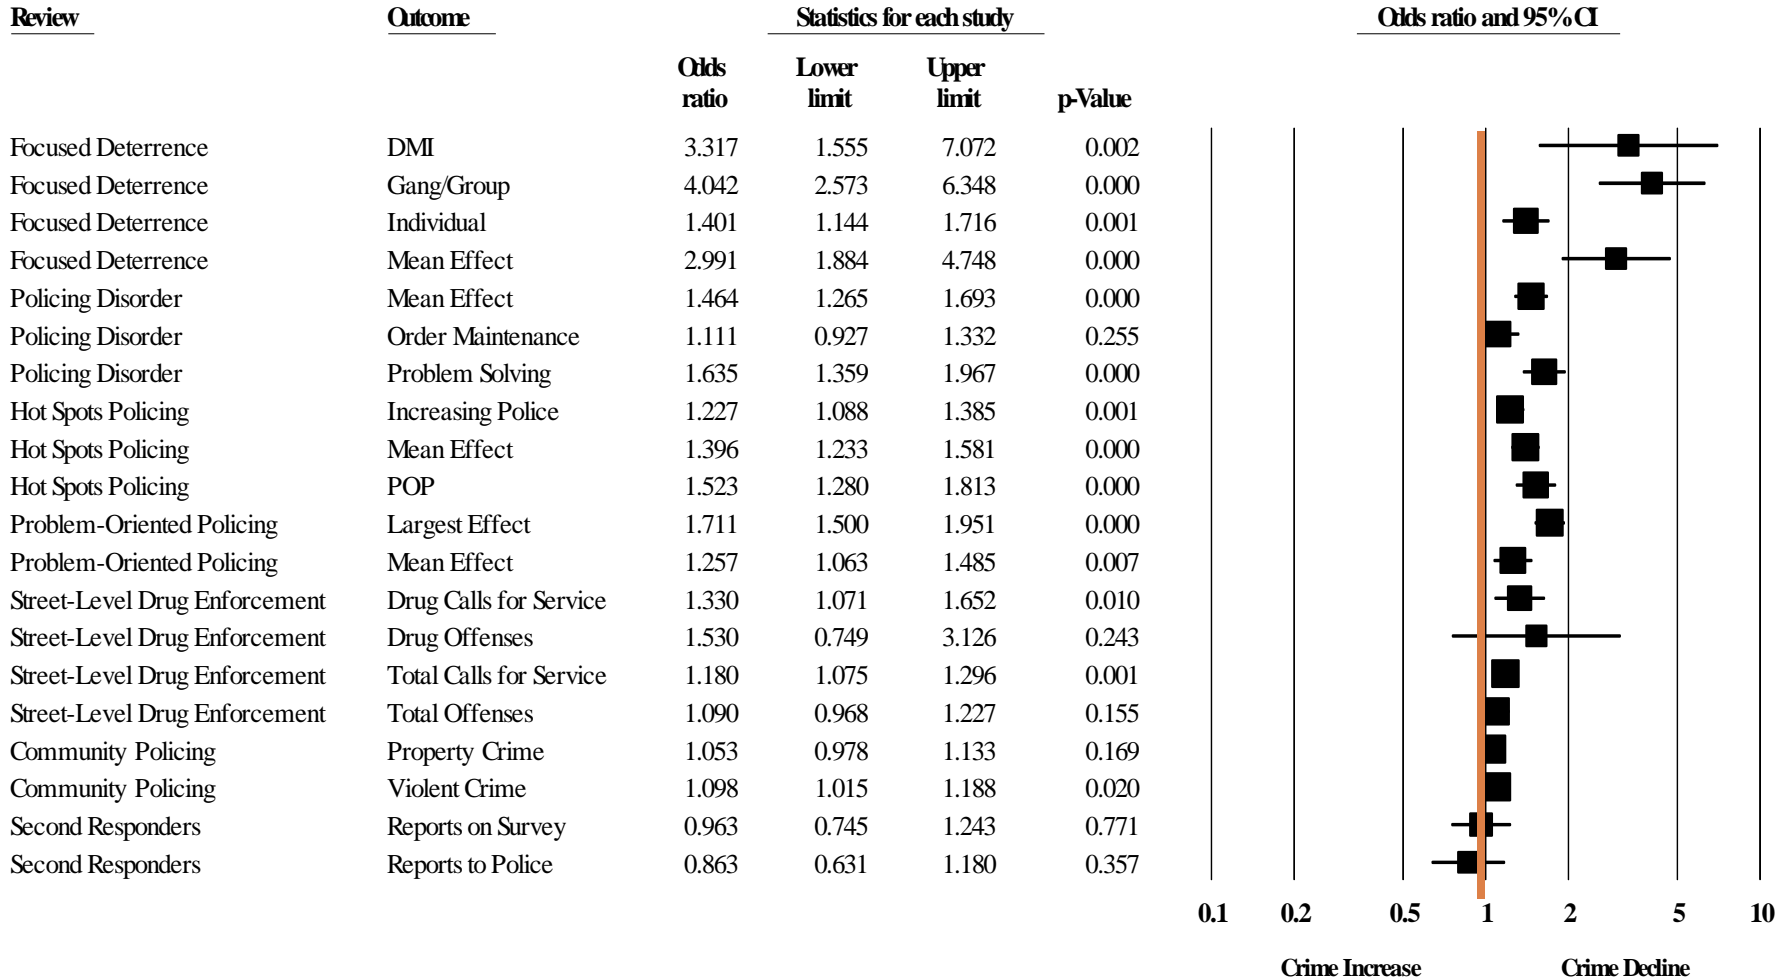 Review Outcome Statistics for each study Odds ratio and 95% CI
Odds ratio Lower limit Upper limit p-Value
Focused Deterrence DMI 3.317 1.555 7.072 0.002
Focused Deterrence Gang/Group 4.042 2.573 6.348 0.000
Focused Deterrence Individual 1.401 1.144 1.716 0.001
Focused Deterrence Mean Effect 2.991 1.884 4.748 0.000
Policing Disorder Mean Effect 1.464 1.265 1.693 0.000
Policing Disorder Order Maintenance 1.111 0.927 1.332 0.255
Policing Disorder Problem Solving 1.635 1.359 1.967 0.000
Hot Spots Policing Increasing Police 1.227 1.088 1.385 0.001
Hot Spots Policing Mean Effect 1.396 1.233 1.581 0.000
Hot Spots Policing POP 1.523 1.280 1.813 0.000
Problem-Oriented Policing Largest Effect 1.711 1.500 1.951 0.000
Problem-Oriented Policing Mean Effect 1.257 1.063 1.485 0.007
Street-Level Drug Enforcement Drug Calls for Service 1.330 1.071 1.652 0.010
Street-Level Drug Enforcement Drug Offenses 1.530 0.749 3.126 0.243
Street-Level Drug Enforcement Total Calls for Service 1.180 1.075 1.296 0.001
Street-Level Drug Enforcement Total Offenses 1.090 0.968 1.227 0.155
Community Policing Property Crime 1.053 0.978 1.133 0.169
Community Policing Violent Crime 1.098 1.015 1.188 0.020
Second Responders Reports on Survey 0.963 0.745 1.243 0.771
Second Responders Reports to Police 0.863 0.631 1.180 0.357
0.1 0.2 0.5 1 2 5 10
Crime Increase Crime Decline